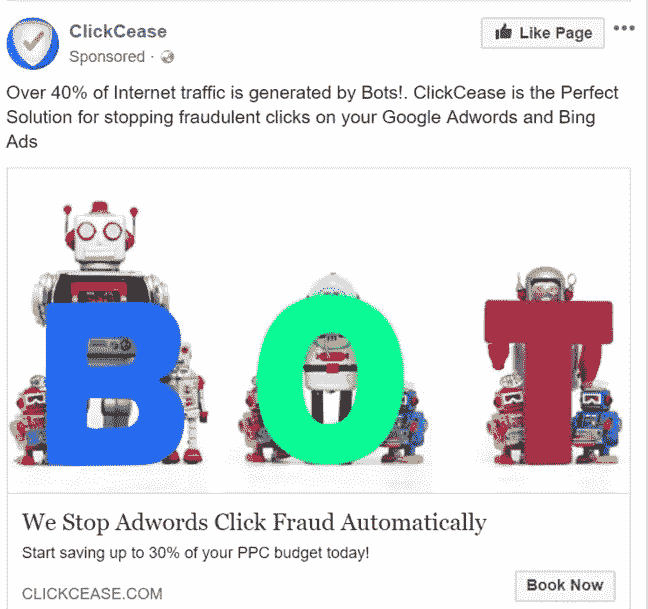 ClickCease
Like Page
Sponsored ·
Over 40% of Internet traffic is generated by Bots!. ClickCease is the Perfect
Solution for stopping fraudulent clicks on your Google Adwords and Bing
Ads
BOT
We Stop Adwords Click Fraud Automatically
Start saving up to 30% of your PPC budget today!
CLICKCEASE.COM
Book Now